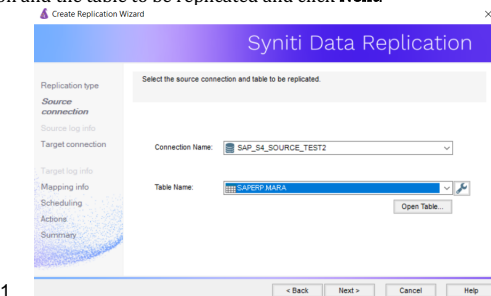 on and the table to be replicated and click Next.
Create Replication Wizard
Syniti Data Replication
Select the source connection and table to be replicated.
Replication type
Source
connection
Source log info
Target connection
Target log info
Mapping info
Scheduling
Actions
Summary
Connection Name: SAP_S4_SOURCE_TEST2
Table Name: SAPERP.MARA
Open Table...
< Back Next > Cancel Help
1